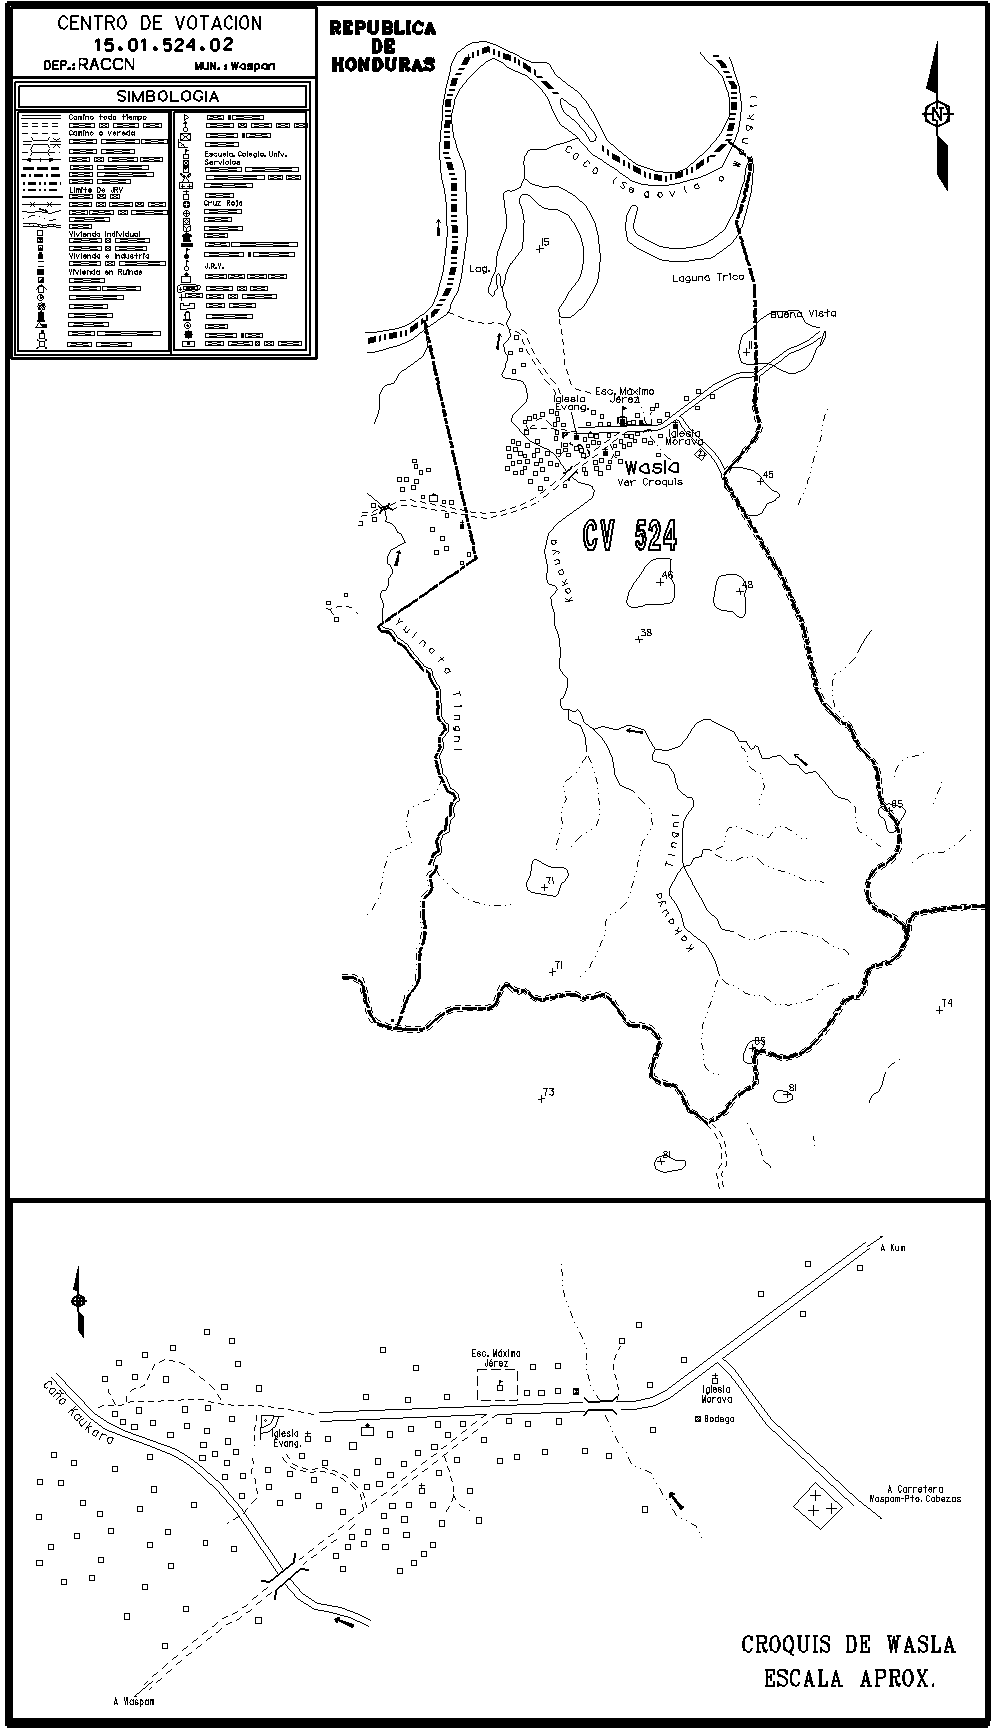 CENTRO DE VOTACION
15.01.524.02
DEP.: RACCN MUN.: Waspan
SIMBOLOGIA
Camino todo tiempo
Camino o vereda
Limite De JRV
Vivienda Individual
Vivienda e Industria
Vivienda en Ruinas
Escuela, Colegio, Univ.
Servicios
Cruz Roja
J.R.V.
REPUBLICA
DE
HONDURAS
N
COCO (Segovia o Wangki)
15
Lag.
Laguna Trico
Buena Vista
11
Esc. Máximo
Jérez
Iglesia
Evang.
Iglesia
Morava
Wasla
Ver Croquis
45
CV 524
Kakauya
46
48
38
Yuluata Tingni
85
Kakauya Tingni
71
71
74
85
81
73
81
A Kum
Esc. Máximo
Jérez
Iglesia
Morava
Bodega
Caño Kaukara
Iglesia
Evang.
A Carretera
Waspam-Pto. Cabezas
A Waspam
CROQUIS DE WASLA
ESCALA APROX.